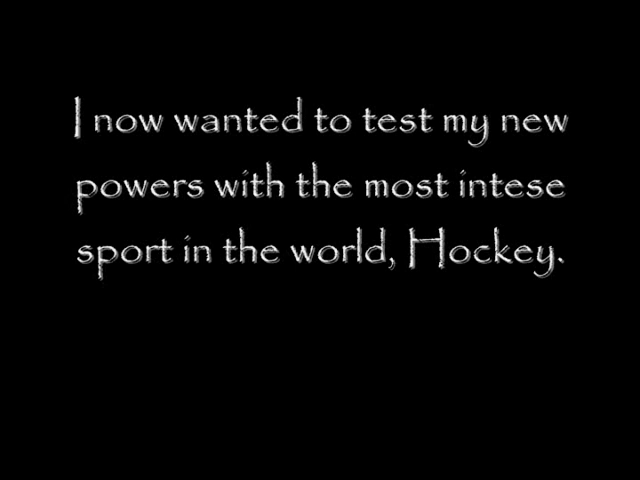 I now wanted to test my new
powers with the most intese
sport in the world, Hockey.